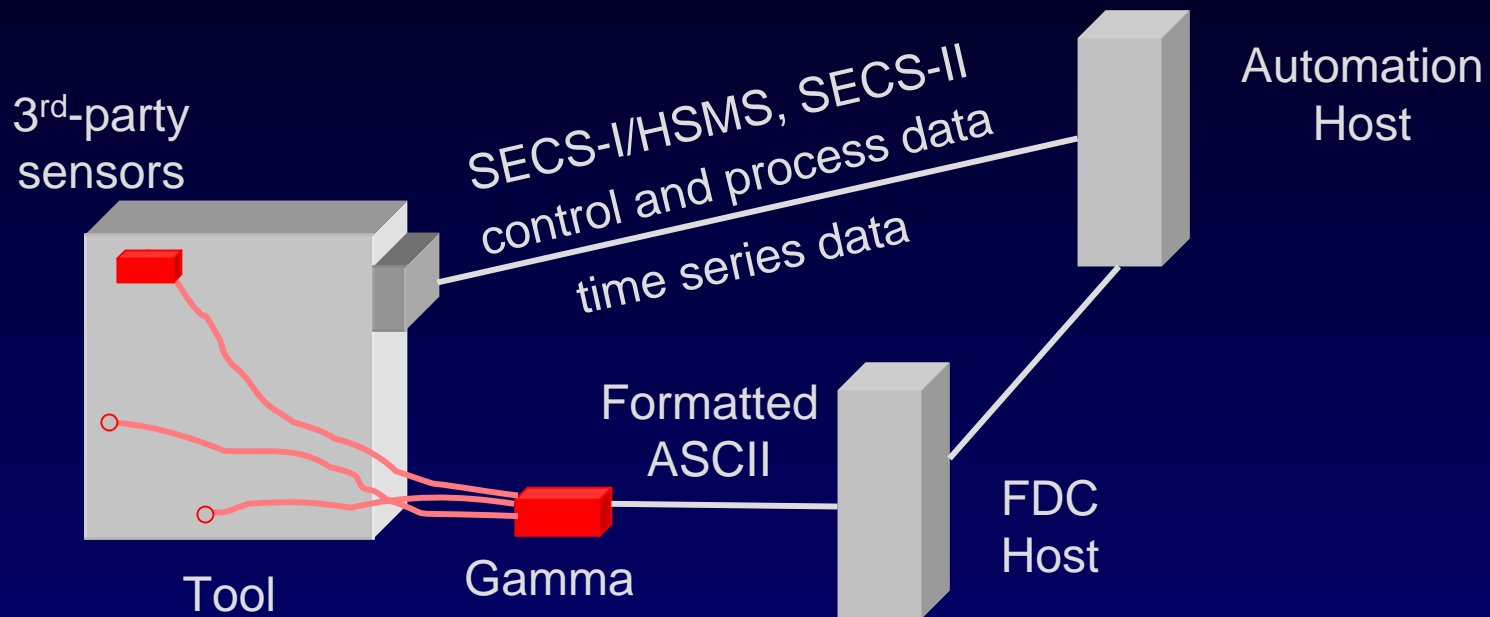 3rd-party
sensors
SECS-I/HSMS, SECS-II
control and process data
time series data
Automation
Host
Formatted
ASCII
FDC
Host
Gamma
Tool